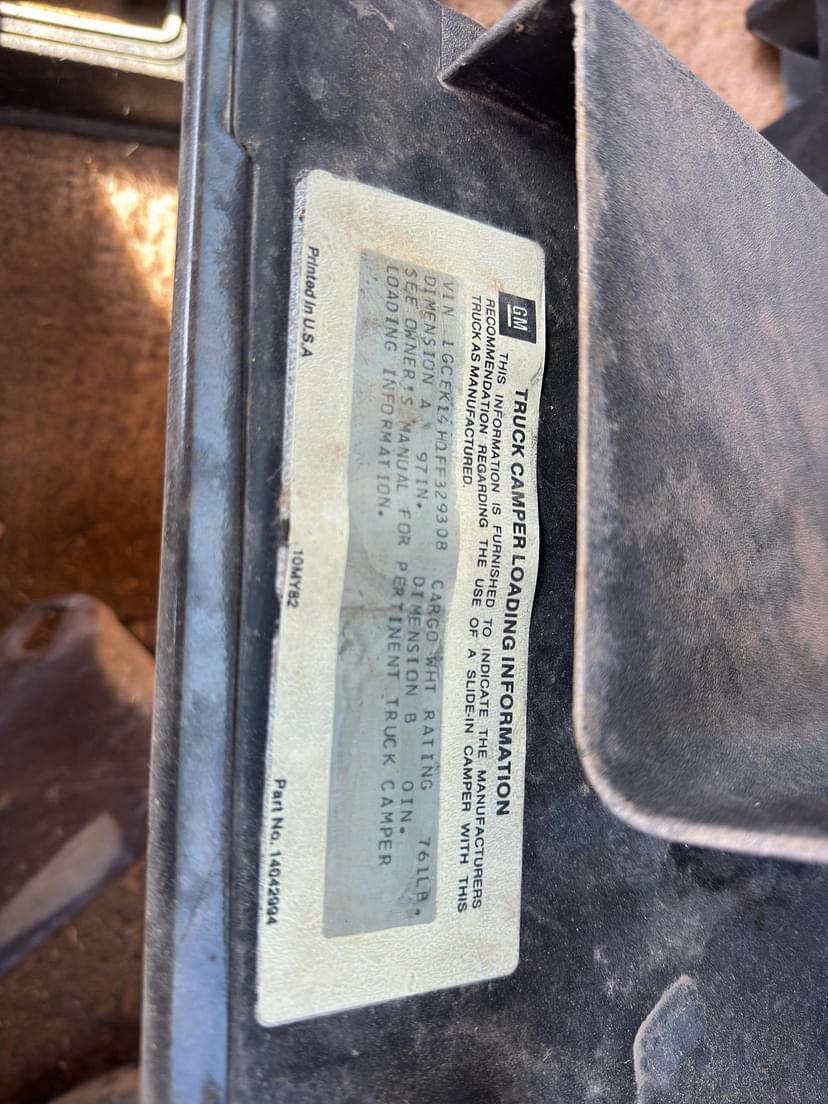 GM
TRUCK CAMPER LOADING INFORMATION
THIS INFORMATION IS FURNISHED TO INDICATE THE MANUFACTURERS
RECOMMENDATION REGARDING THE USE OF A SLIDE-IN CAMPER WITH THIS
TRUCK AS MANUFACTURED.
VIN 1GCEK14HQFF329308 CARGO WHT RATING 761LB.
DIMENSION A 97IN. DIMENSION B 0IN.
SEE OWNER'S MANUAL FOR PERTINENT TRUCK CAMPER
LOADING INFORMATION.
Printed In U.S.A 10MY82 Part No. 14042994